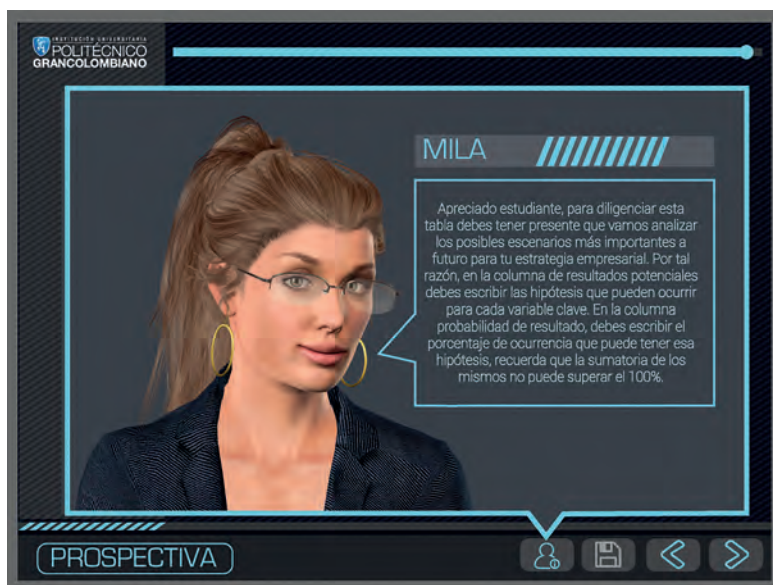 INSTITUCIÓN UNIVERSITARIA
POLITÉCNICO
GRANCOLOMBIANO
MILA
Apreciado estudiante, para diligenciar esta
tabla debes tener presente que vamos analizar
los posibles escenarios más importantes a
futuro para tu estrategia empresarial. Por tal
razón, en la columna de resultados potenciales
debes escribir las hipótesis que pueden ocurrir
para cada variable clave. En la columna
probabilidad de resultado, debes escribir el
porcentaje de ocurrencia que puede tener esa
hipótesis, recuerda que la sumatoria de los
mismos no puede superar el 100%.
PROSPECTIVA